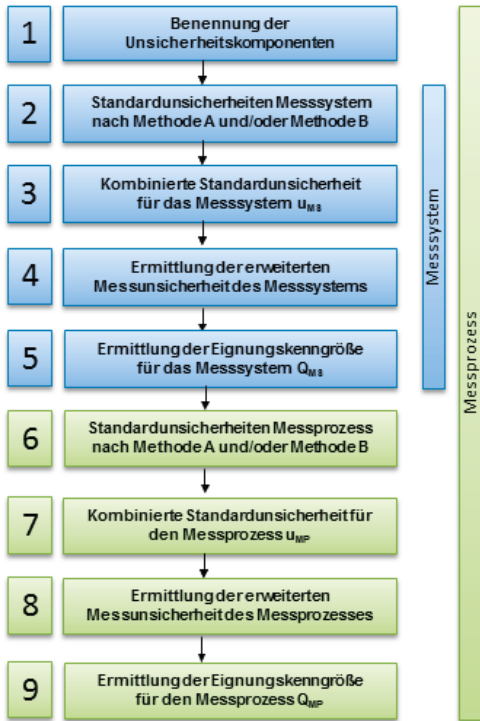 1
Benennung der
Unsicherheitskomponenten
2
Standardunsicherheiten Messsystem
nach Methode A und/oder Methode B
3
Kombinierte Standardunsicherheit
für das Messsystem uMS
4
Ermittlung der erweiterten
Messunsicherheit des Messsystems
5
Ermittlung der Eignungskenngröße
für das Messsystem QMS
6
Standardunsicherheiten Messprozess
nach Methode A und/oder Methode B
7
Kombinierte Standardunsicherheit für
den Messprozess uMP
8
Ermittlung der erweiterten
Messunsicherheit des Messprozesses
9
Ermittlung der Eignungskenngröße
für den Messprozess QMP
Messsystem
Messprozess